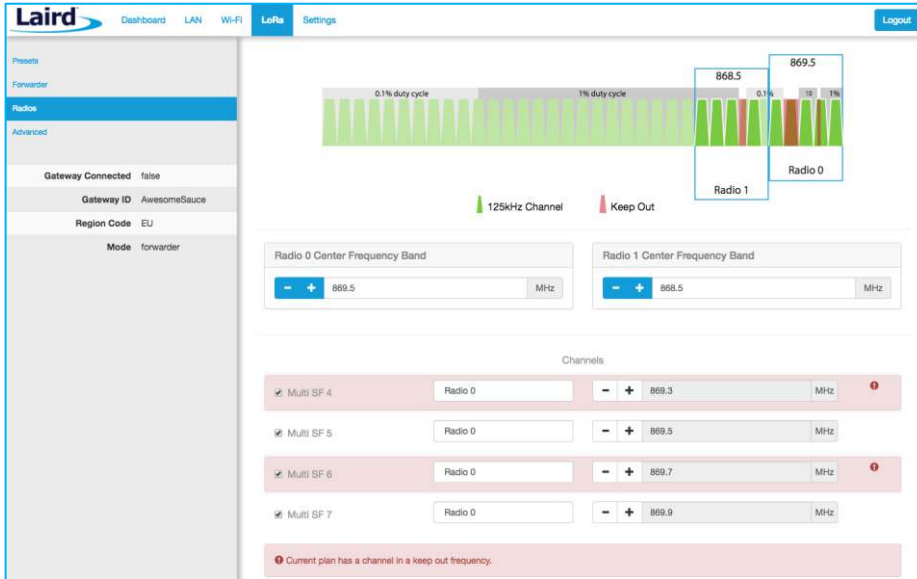 Laird
Dashboard LAN Wi-Fi LoRa Settings Logout
Presets
Forwarder
Radios
Advanced
Gateway Connected false
Gateway ID AwesomeSauce
Region Code EU
Mode forwarder
869.5
868.5
0.1% duty cycle 1% duty cycle 0.1% 10 1%
Radio 0
Radio 1
125kHz Channel Keep Out
Radio 0 Center Frequency Band Radio 1 Center Frequency Band
- + 869.5 MHz - + 868.5 MHz
Channels
Multi SF 4 Radio 0 - + 869.3 MHz
Multi SF 5 Radio 0 - + 869.5 MHz
Multi SF 6 Radio 0 - + 869.7 MHz
Multi SF 7 Radio 0 - + 869.9 MHz
Current plan has a channel in a keep out frequency.